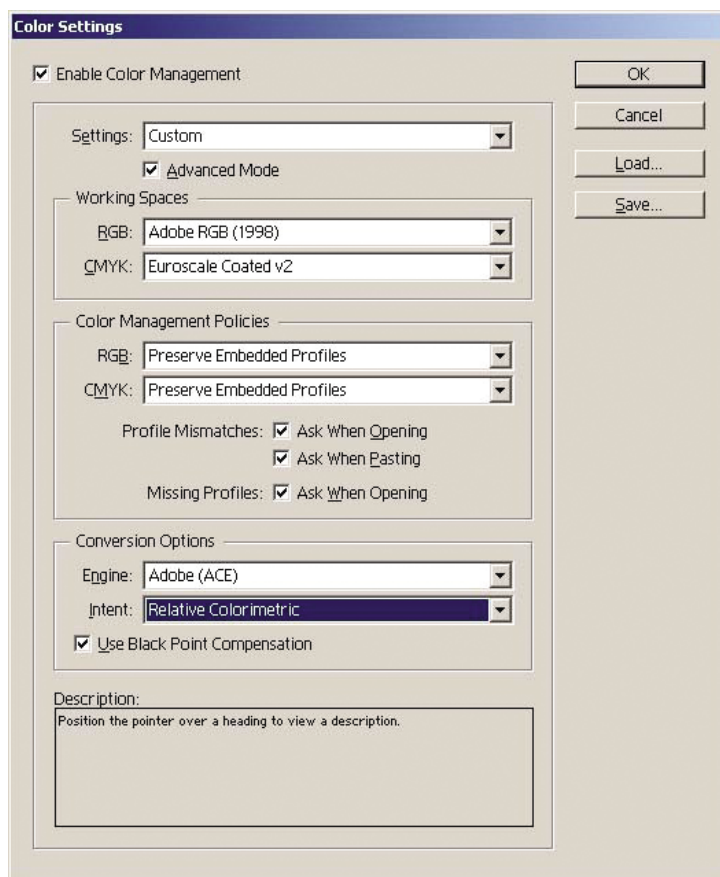 Color Settings
Enable Color Management
OK
Cancel
Load...
Save...
Settings: Custom
Advanced Mode
Working Spaces
RGB: Adobe RGB (1998)
CMYK: Euroscale Coated v2
Color Management Policies
RGB: Preserve Embedded Profiles
CMYK: Preserve Embedded Profiles
Profile Mismatches: Ask When Opening
Ask When Pasting
Missing Profiles: Ask When Opening
Conversion Options
Engine: Adobe (ACE)
Intent: Relative Colorimetric
Use Black Point Compensation
Description:
Position the pointer over a heading to view a description.